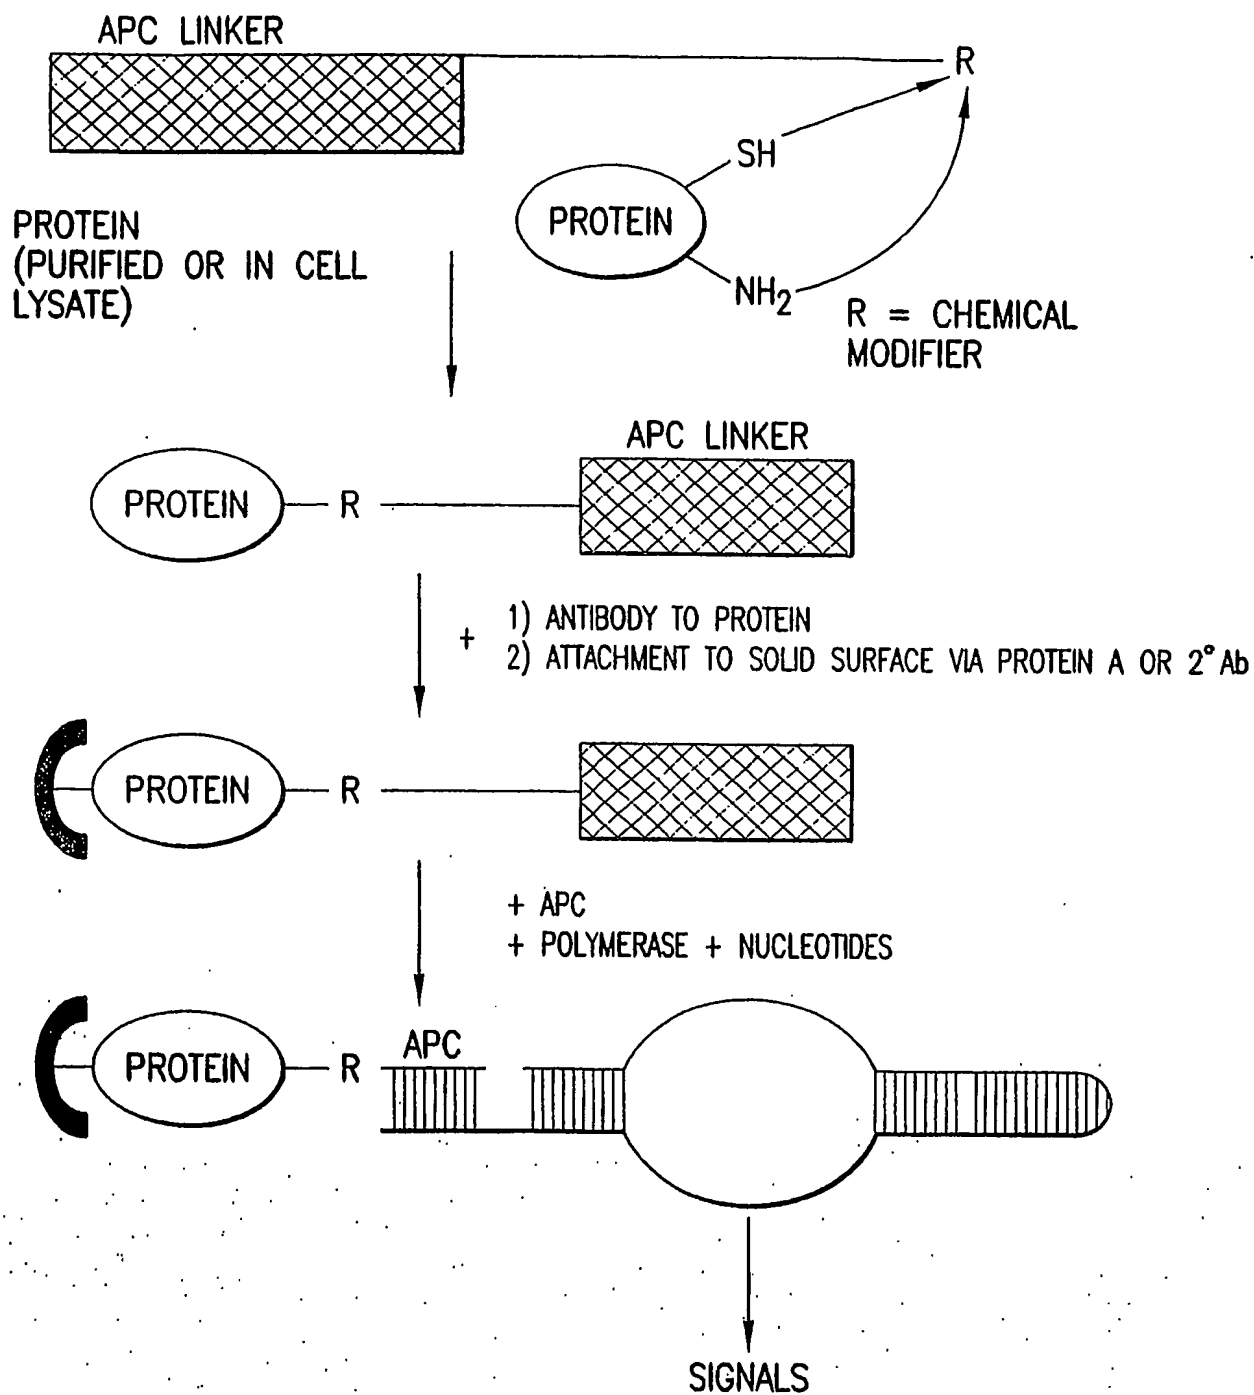 APC LINKER
R
SH
PROTEIN
NH2
PROTEIN
(PURIFIED OR IN CELL
LYSATE)
R = CHEMICAL
MODIFIER
APC LINKER
PROTEIN R
+ 1) ANTIBODY TO PROTEIN
2) ATTACHMENT TO SOLID SURFACE VIA PROTEIN A OR 2° Ab
PROTEIN R
+ APC
+ POLYMERASE + NUCLEOTIDES
APC
PROTEIN R
SIGNALS